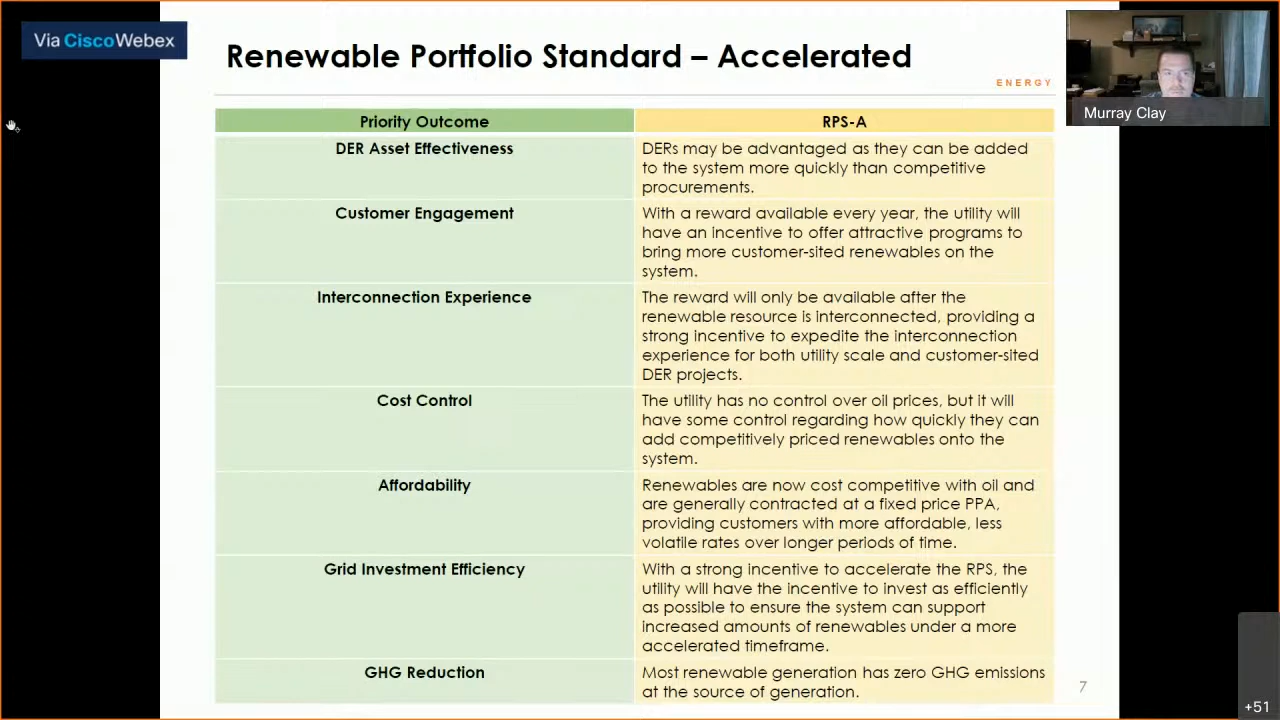 Via CiscoWebex
Renewable Portfolio Standard – Accelerated
ENERGY
Murray Clay
Priority Outcome
RPS-A
DER Asset Effectiveness
DERs may be advantaged as they can be added
to the system more quickly than competitive
procurements.
Customer Engagement
With a reward available every year, the utility will
have an incentive to offer attractive programs to
bring more customer-sited renewables on the
system.
Interconnection Experience
The reward will only be available after the
renewable resource is interconnected, providing a
strong incentive to expedite the interconnection
experience for both utility scale and customer-sited
DER projects.
Cost Control
The utility has no control over oil prices, but it will
have some control regarding how quickly they can
add competitively priced renewables onto the
system.
Affordability
Renewables are now cost competitive with oil and
are generally contracted at a fixed price PPA,
providing customers with more affordable, less
volatile rates over longer periods of time.
Grid Investment Efficiency
With a strong incentive to accelerate the RPS, the
utility will have the incentive to invest as efficiently
as possible to ensure the system can support
increased amounts of renewables under a more
accelerated timeframe.
GHG Reduction
Most renewable generation has zero GHG emissions
at the source of generation.
7
+51